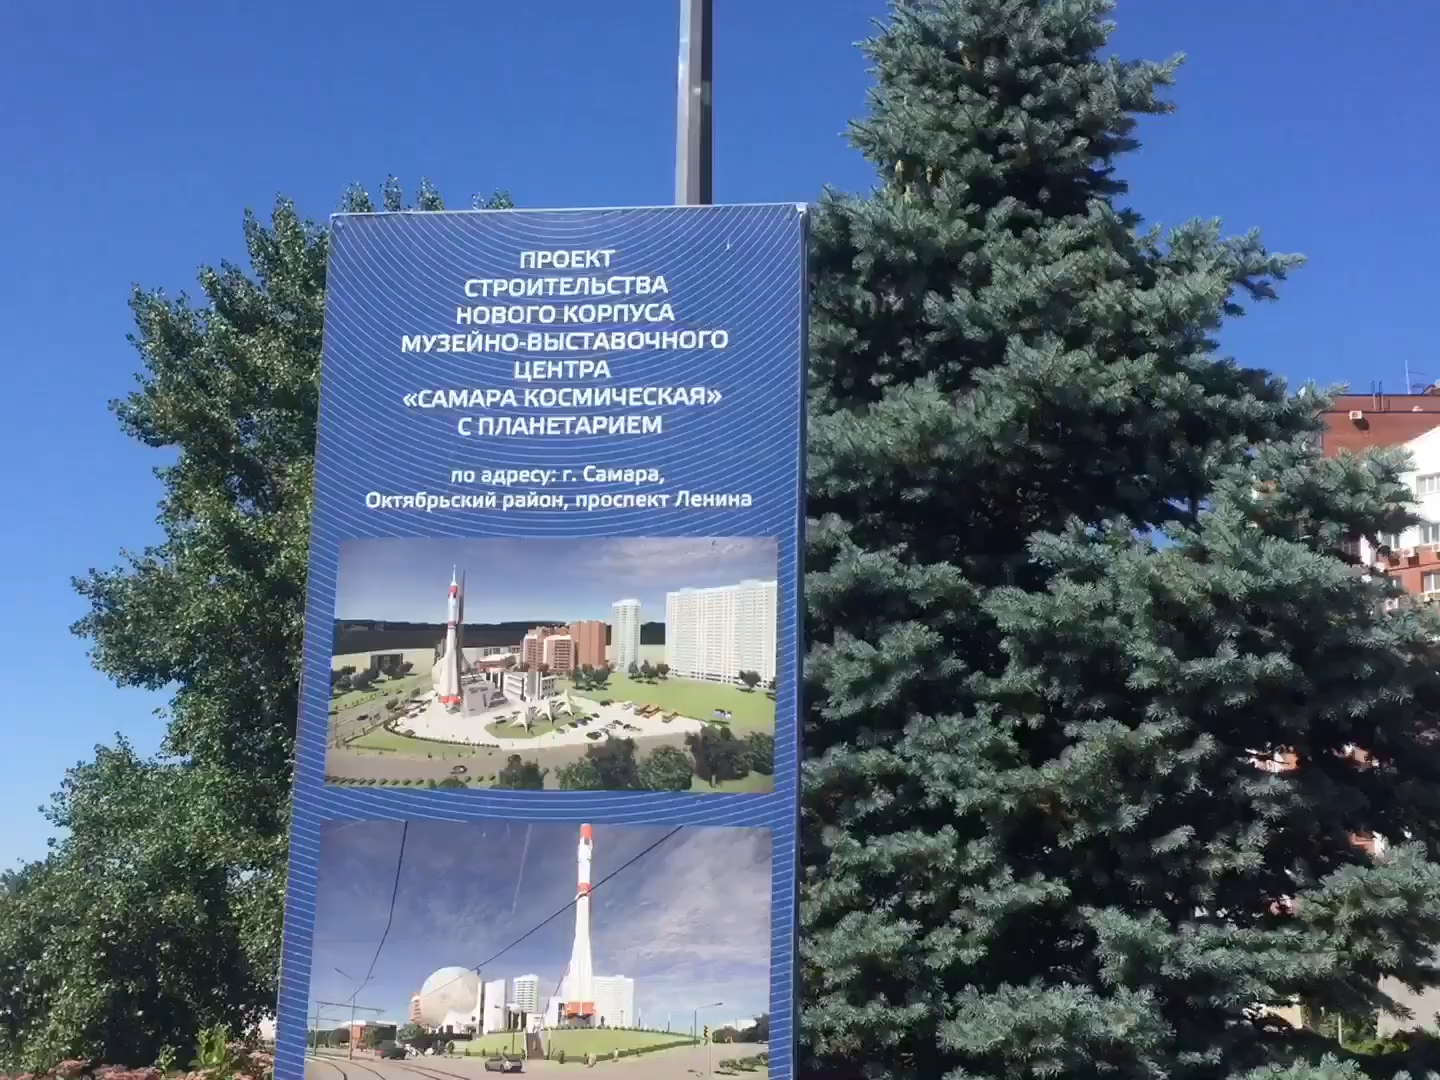 ПРОЕКТ
СТРОИТЕЛЬСТВА
НОВОГО КОРПУСА
МУЗЕЙНО-ВЫСТАВОЧНОГО
ЦЕНТРА
«САМАРА КОСМИЧЕСКАЯ»
С ПЛАНЕТАРИЕМ
по адресу: г. Самара,
Октябрьский район, проспект Ленина